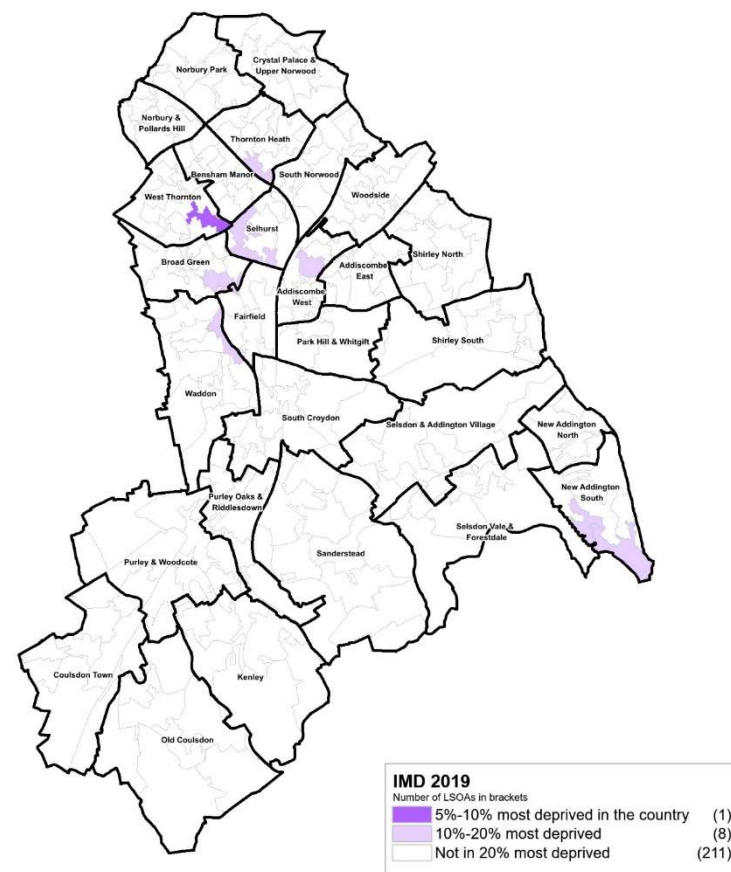 Norbury Park
Crystal Palace &
Upper Norwood
Norbury &
Pollards Hill
Thornton Heath
Bensham Manor
South Norwood
West Thornton
Woodside
Selhurst
Broad Green
Addiscombe
East
Shirley North
Addiscombe
West
Fairfield
Park Hill & Whitgift
Shirley South
Waddon
South Croydon
Selsdon & Addington Village
New Addington
North
New Addington
South
Purley Oaks &
Riddlesdown
Selsdon Vale &
Forestdale
Sanderstead
Purley & Woodcote
Coulsdon Town
Kenley
Old Coulsdon
IMD 2019
Number of LSOAs in brackets
5%-10% most deprived in the country (1)
10%-20% most deprived (8)
Not in 20% most deprived (211)